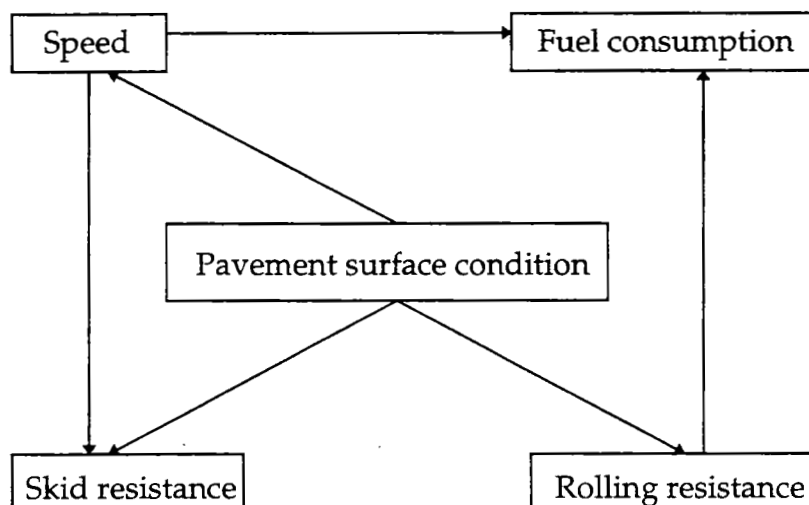 Speed
Fuel consumption
Pavement surface condition
Skid resistance
Rolling resistance